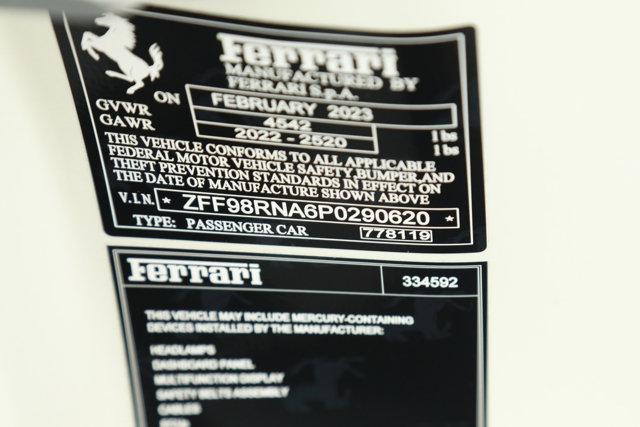 Ferrari
MANUFACTURED BY
FERRARI S.p.A.
ON FEBRUARY 2023
GVWR 4542 lbs
GAWR 2022 - 2520 lbs
THIS VEHICLE CONFORMS TO ALL APPLICABLE
FEDERAL MOTOR VEHICLE SAFETY, BUMPER, AND
THEFT PREVENTION STANDARDS IN EFFECT ON
THE DATE OF MANUFACTURE SHOWN ABOVE
V.I.N. * ZFF98RNA6P0290620 *
TYPE: PASSENGER CAR 778119
Ferrari 334592
THIS VEHICLE MAY INCLUDE MERCURY-CONTAINING
DEVICES INSTALLED BY THE MANUFACTURER:
HEADLAMPS
DASHBOARD PANEL
MULTIFUNCTION DISPLAY
SAFETY BELTS ASSEMBLY
CABLES